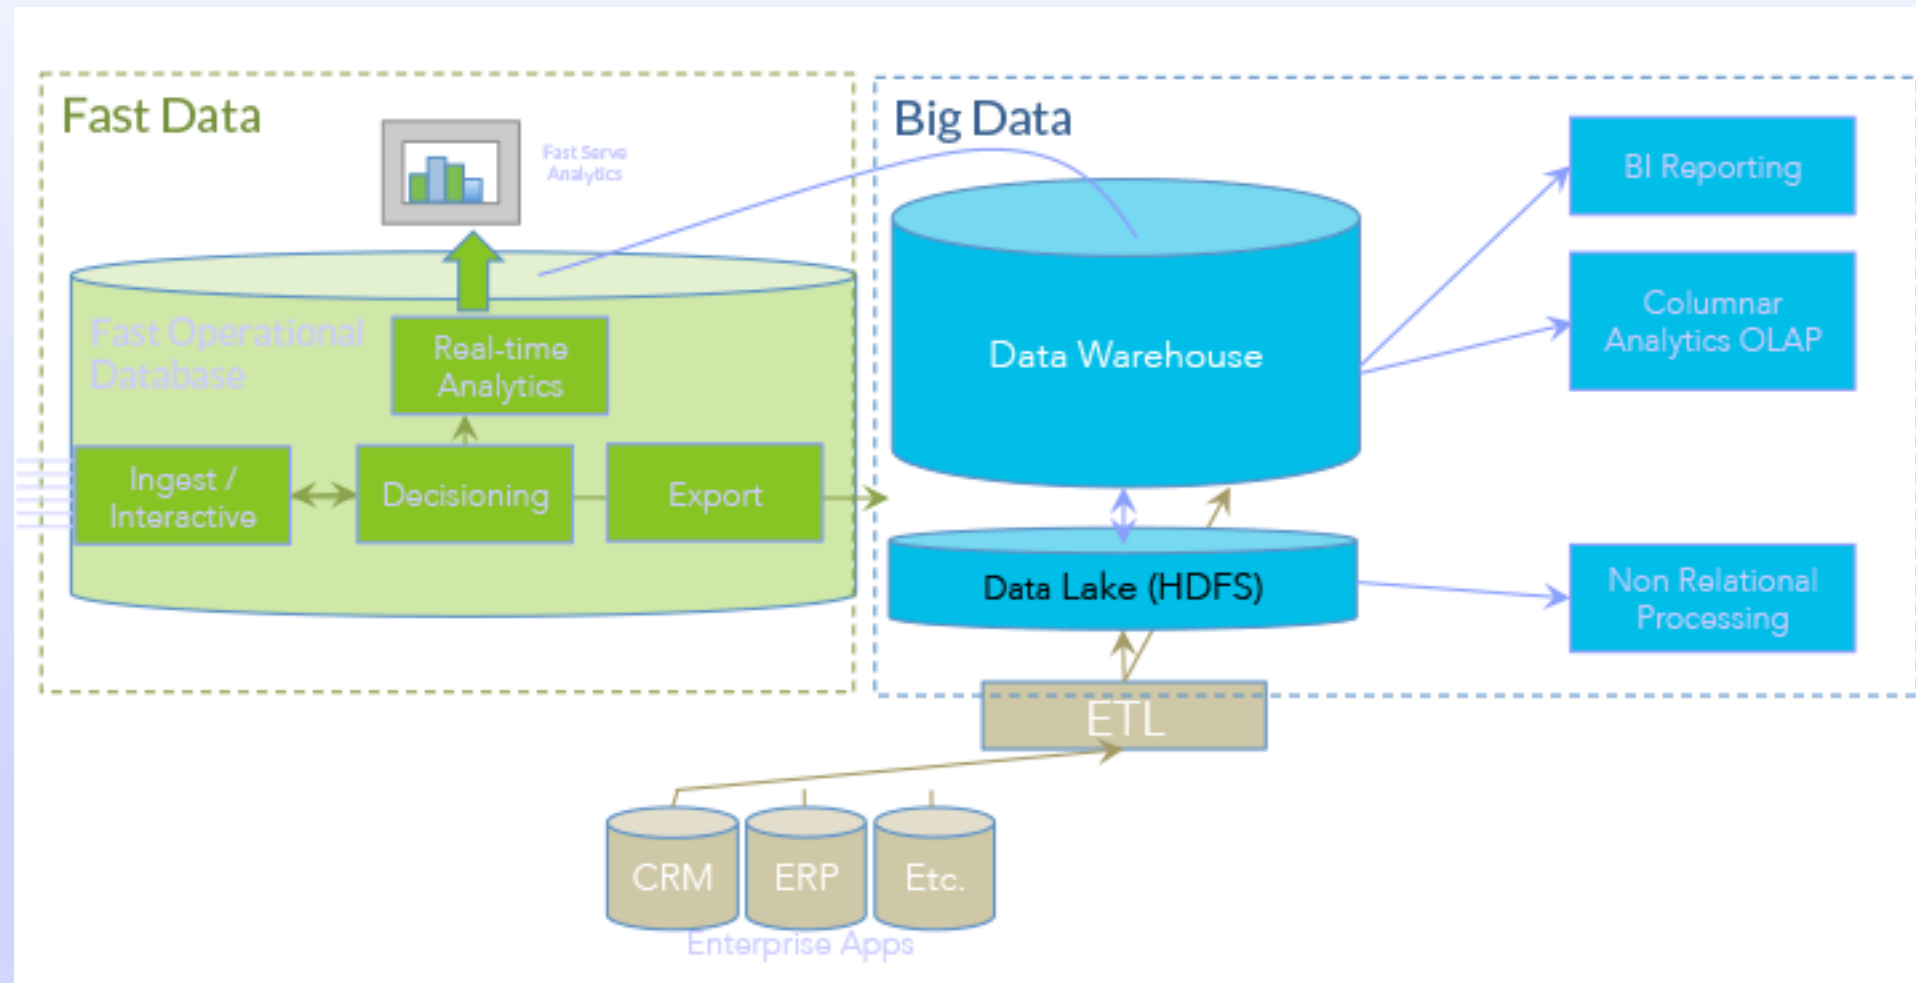 Fast Data
Fast Serve
Analytics
Fast Operational
Database
Real-time
Analytics
Ingest /
Interactive
Decisioning
Export
Big Data
Data Warehouse
Data Lake (HDFS)
BI Reporting
Columnar
Analytics OLAP
Non Relational
Processing
ETL
CRM
ERP
Etc.
Enterprise Apps